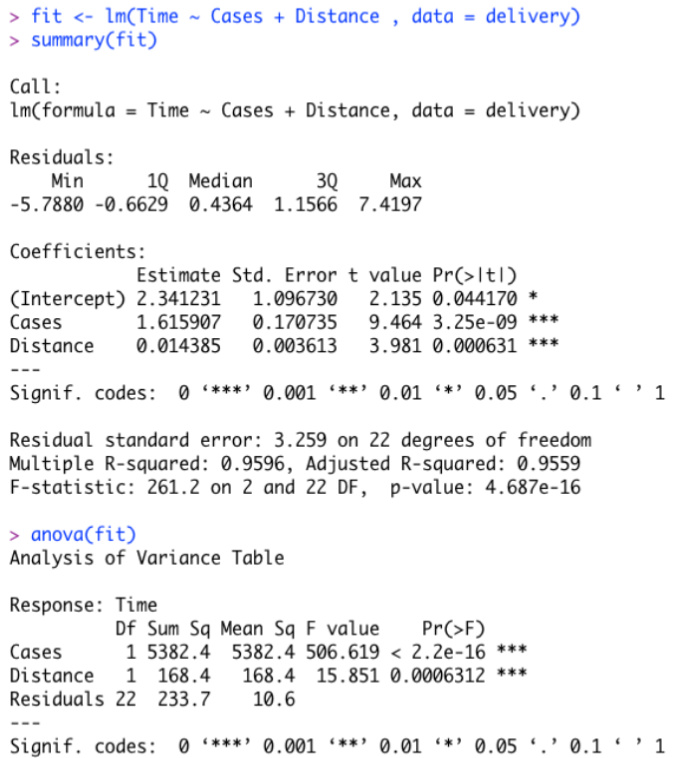 > fit <- lm(Time ~ Cases + Distance , data = delivery)
> summary(fit)
Call:
lm(formula = Time ~ Cases + Distance, data = delivery)
Residuals:
    Min      1Q  Median      3Q     Max
-5.7880 -0.6629  0.4364  1.1566  7.4197
Coefficients:
            Estimate Std. Error t value Pr(>|t|)
(Intercept) 2.341231   1.096730   2.135 0.044170 *
Cases       1.615907   0.170735   9.464 3.25e-09 ***
Distance    0.014385   0.003613   3.981 0.000631 ***
---
Signif. codes:  0 ‘***’ 0.001 ‘**’ 0.01 ‘*’ 0.05 ‘.’ 0.1 ‘ ’ 1
Residual standard error: 3.259 on 22 degrees of freedom
Multiple R-squared: 0.9596, Adjusted R-squared: 0.9559
F-statistic: 261.2 on 2 and 22 DF,  p-value: 4.687e-16
> anova(fit)
Analysis of Variance Table
Response: Time
          Df Sum Sq Mean Sq F value    Pr(>F)
Cases      1 5382.4  5382.4 506.619 < 2.2e-16 ***
Distance   1  168.4   168.4  15.851 0.0006312 ***
Residuals 22  233.7    10.6
---
Signif. codes:  0 ‘***’ 0.001 ‘**’ 0.01 ‘*’ 0.05 ‘.’ 0.1 ‘ ’ 1